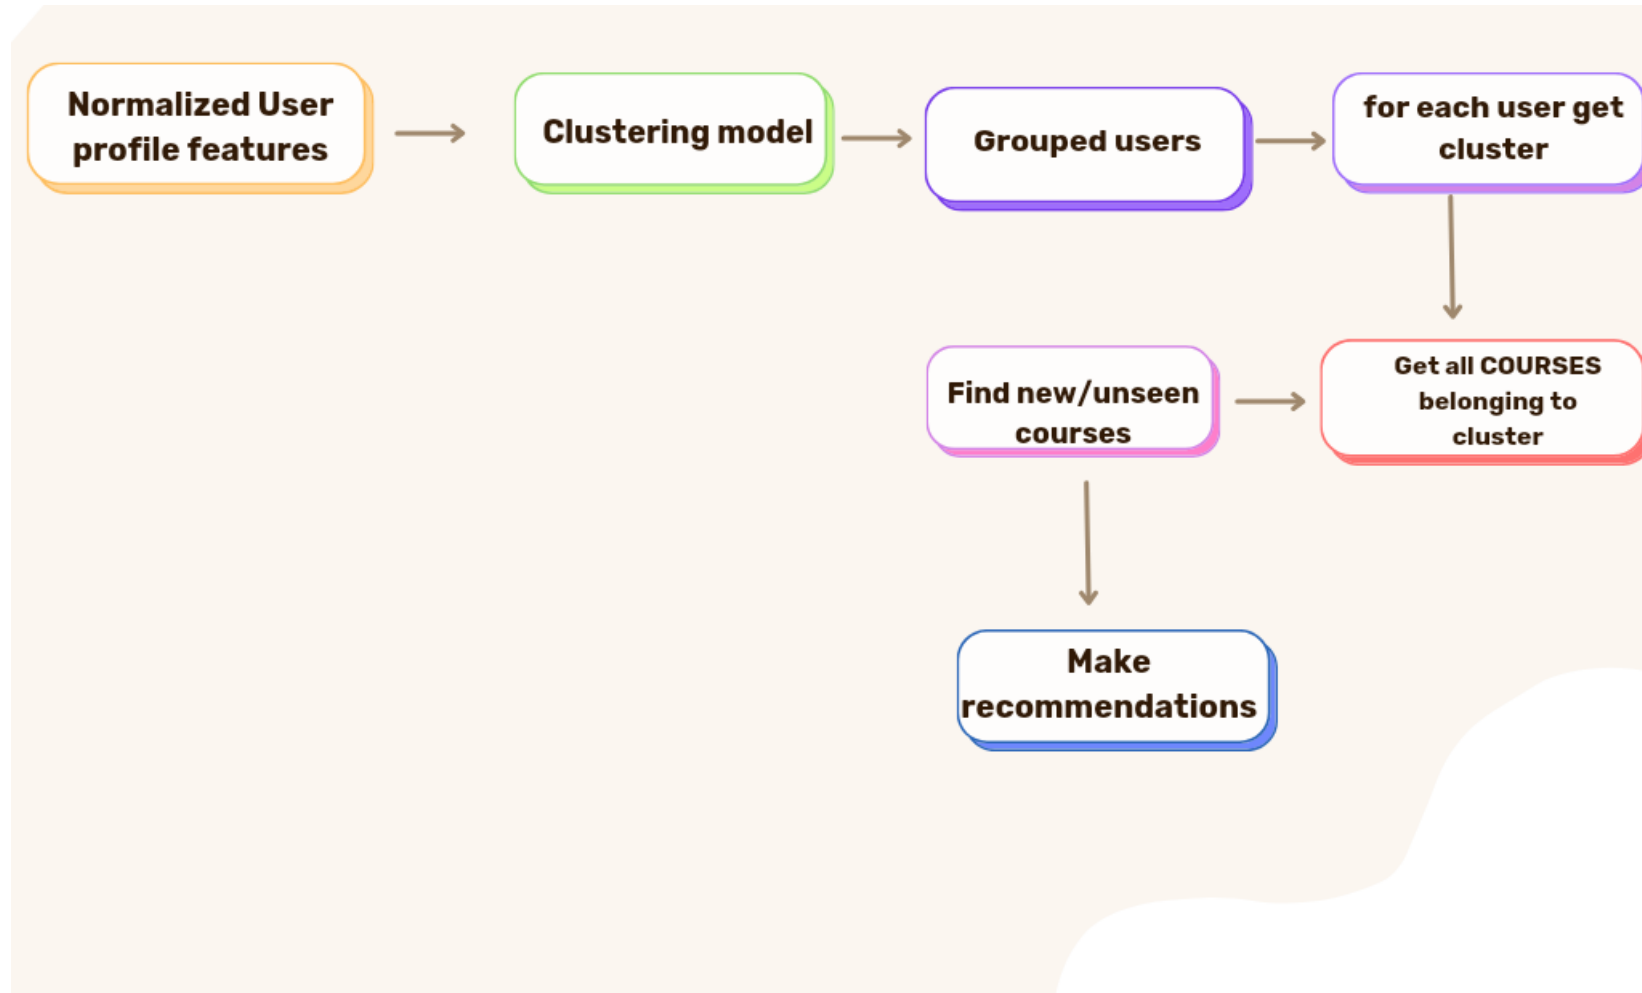 Normalized User
profile features
Clustering model
Grouped users
for each user get
cluster
Get all COURSES
belonging to
cluster
Find new/unseen
courses
Make
recommendations